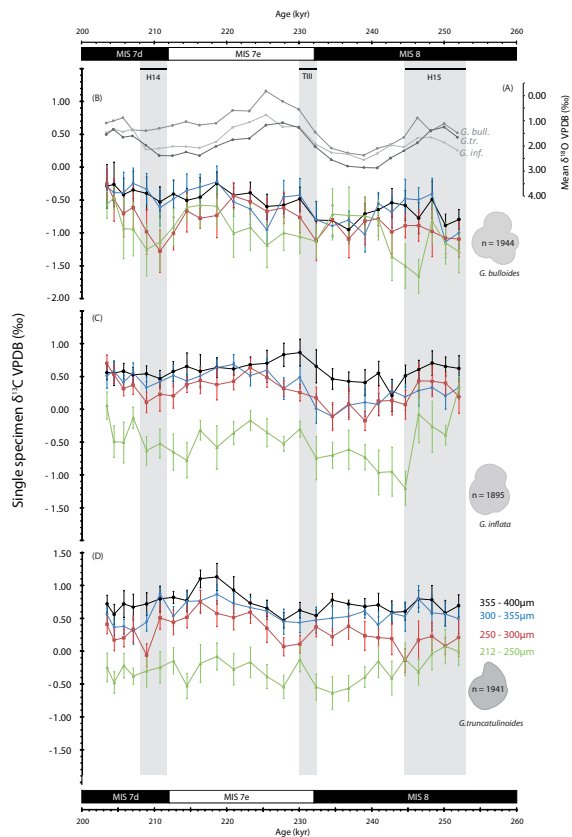 Age (kyr)
200 210 220 230 240 250 260
MIS 7d MIS 7e MIS 8
H14 TIII H15
(A)
(B)
1.00
0.50
0.00
-0.50
-1.00
-1.50
-2.00
0.00
1.00
2.00
3.00
4.00
Mean δ¹⁸O VPDB (‰)
G. bull.
G.tr.
G. inf.
n = 1944
G. bulloides
Single specimen δ¹³C VPDB (‰)
(C)
1.00
0.50
0.00
-0.50
-1.00
-1.50
n = 1895
G. inflata
(D)
1.50
1.00
0.50
0.00
-0.50
-1.00
-1.50
355 - 400μm
300 - 355μm
250 - 300μm
212 - 250μm
n = 1941
G.truncatulinoides
MIS 7d MIS 7e MIS 8
200 210 220 230 240 250 260
Age (kyr)